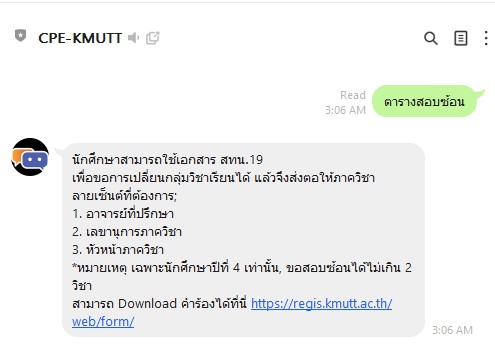 CPE-KMUTT
Read
3:06 AM
ตารางสอบซ้อน
นักศึกษาสามารถใช้เอกสาร สทน.19
เพื่อขอการเปลี่ยนกลุ่มวิชาเรียนได้ แล้วจึงส่งตอให้ภาควิชา
ลายเซ็นต์ที่ต้องการ;
1. อาจารย์ที่ปรึกษา
2. เลขานุการภาควิชา
3. หัวหน้าภาควิชา
*หมายเหตุ เฉพาะนักศึกษาปีที่ 4 เท่านั้น, ขอสอบซ้อนได้ไม่เกิน 2
วิชา
สามารถ Download คำร้องได้ที่นี่ https://regis.kmutt.ac.th/
web/form/
3:06 AM